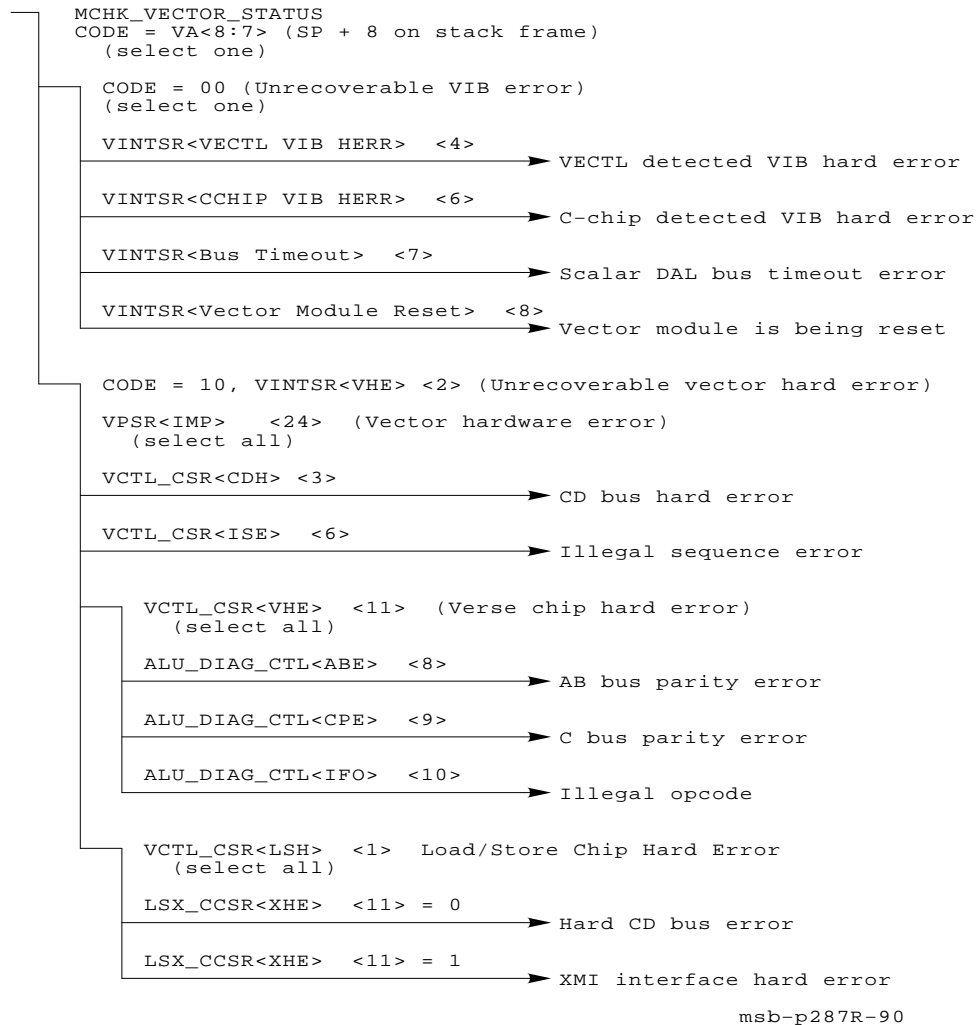 MCHK_VECTOR_STATUS
CODE = VA<8:7> (SP + 8 on stack frame)
(select one)
CODE = 00 (Unrecoverable VIB error)
(select one)
VINTSR<VECTL VIB HERR> <4>
VECTL detected VIB hard error
VINTSR<CCHIP VIB HERR> <6>
C-chip detected VIB hard error
VINTSR<Bus Timeout> <7>
Scalar DAL bus timeout error
VINTSR<Vector Module Reset> <8>
Vector module is being reset
CODE = 10, VINTSR<VHE> <2> (Unrecoverable vector hard error)
VPSR<IMP> <24> (Vector hardware error)
(select all)
VCTL_CSR<CDH> <3>
CD bus hard error
VCTL_CSR<ISE> <6>
Illegal sequence error
VCTL_CSR<VHE> <11> (Verse chip hard error)
(select all)
ALU_DIAG_CTL<ABE> <8>
AB bus parity error
ALU_DIAG_CTL<CPE> <9>
C bus parity error
ALU_DIAG_CTL<IFO> <10>
Illegal opcode
VCTL_CSR<LSH> <1> Load/Store Chip Hard Error
(select all)
LSX_CCSR<XHE> <11> = 0
Hard CD bus error
LSX_CCSR<XHE> <11> = 1
XMI interface hard error
msb-p287R-90